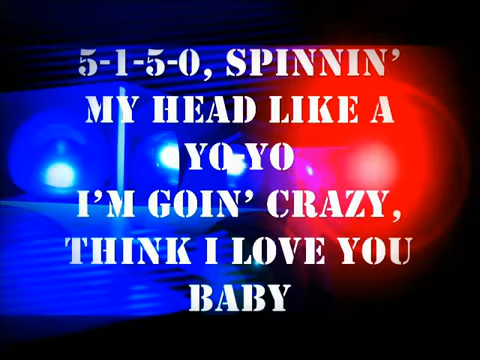 5-1-5-0, SPINNIN'
MY HEAD LIKE A
YO-YO
I'M GOIN' CRAZY,
THINK I LOVE YOU
BABY